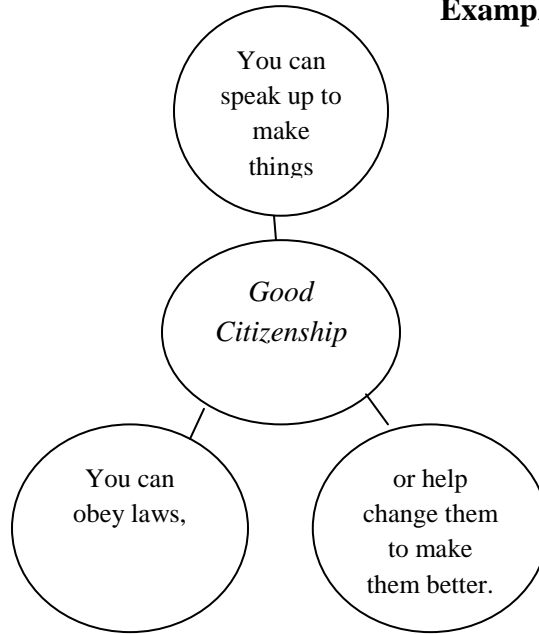 You can
speak up to
make
things
Good
Citizenship
You can
obey laws,
or help
change them
to make
them better.